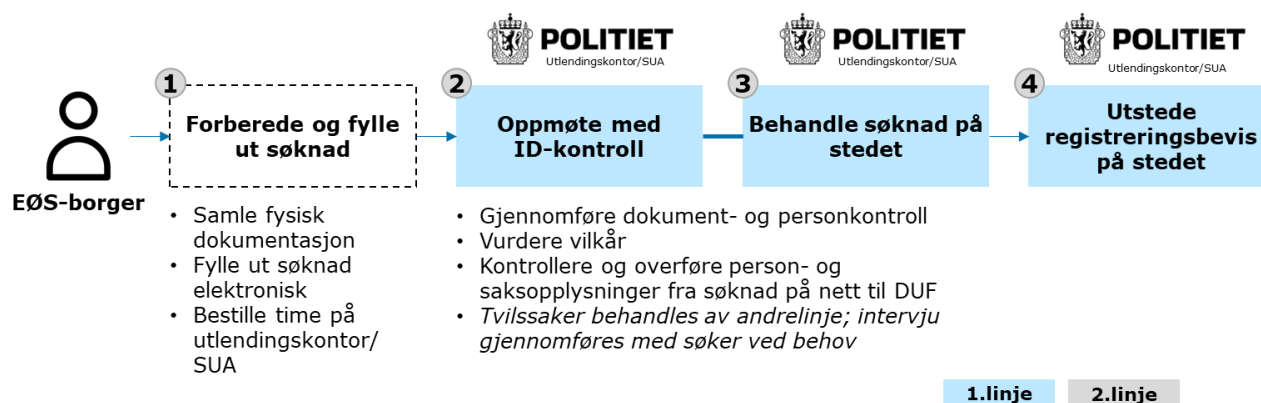 POLITIET
Utlendingskontor/SUA
POLITIET
Utlendingskontor/SUA
POLITIET
Utlendingskontor/SUA
1
2
3
4
Forberede og fylle
ut søknad
Oppmøte med
ID-kontroll
Behandle søknad på
stedet
Utstede
registreringsbevis
på stedet
EØS-borger
• Samle fysisk
dokumentasjon
• Fylle ut søknad
elektronisk
• Bestille time på
utlendingskontor/
SUA
• Gjennomføre dokument- og personkontroll
• Vurdere vilkår
• Kontrollere og overføre person- og
saksopplysninger fra søknad på nett til DUF
• Tvilssaker behandles av andrelinje; intervju
gjennomføres med søker ved behov
1.linje
2.linje